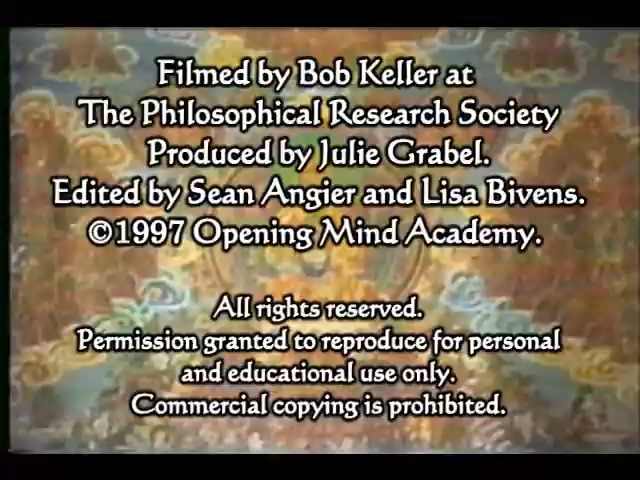 Filmed by Bob Keller at
The Philosophical Research Society
Produced by Julie Grabel.
Edited by Sean Angier and Lisa Bivens.
©1997 Opening Mind Academy.
All rights reserved.
Permission granted to reproduce for personal
and educational use only.
Commercial copying is prohibited.